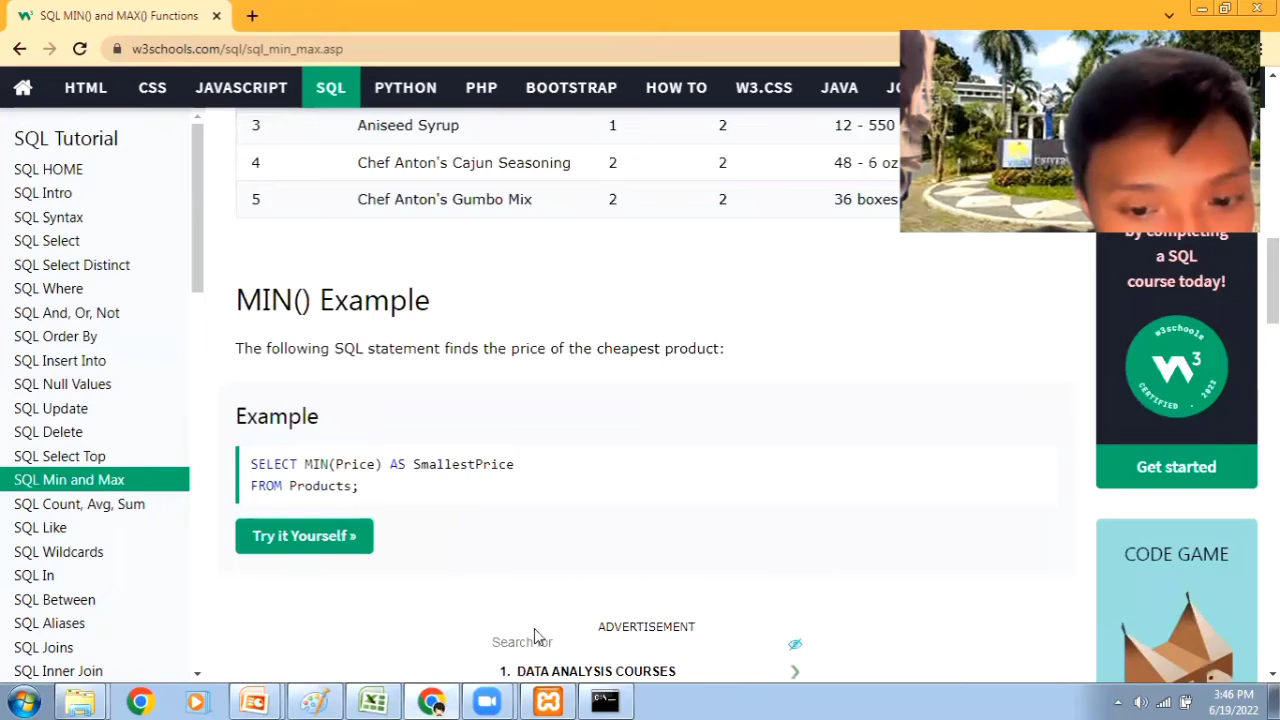 SQL MIN() and MAX() Functions
w3schools.com/sql/sql_min_max.asp
HTML CSS JAVASCRIPT SQL PYTHON PHP BOOTSTRAP HOW TO W3.CSS JAVA
SQL Tutorial
SQL HOME
SQL Intro
SQL Syntax
SQL Select
SQL Select Distinct
SQL Where
SQL And, Or, Not
SQL Order By
SQL Insert Into
SQL Null Values
SQL Update
SQL Delete
SQL Select Top
SQL Min and Max
SQL Count, Avg, Sum
SQL Like
SQL Wildcards
SQL In
SQL Between
SQL Aliases
SQL Joins
SQL Inner Join
3 Aniseed Syrup 1 2 12 - 550
4 Chef Anton's Cajun Seasoning 2 2 48 - 6 oz
5 Chef Anton's Gumbo Mix 2 2 36 boxes
MIN() Example
The following SQL statement finds the price of the cheapest product:
Example
SELECT MIN(Price) AS SmallestPrice
FROM Products;
Try it Yourself »
ADVERTISEMENT
Search for
1. DATA ANALYSIS COURSES
by completing
a SQL
course today!
w3schools
W3
CERTIFIED . 2022
Get started
CODE GAME
3:46 PM
6/19/2022